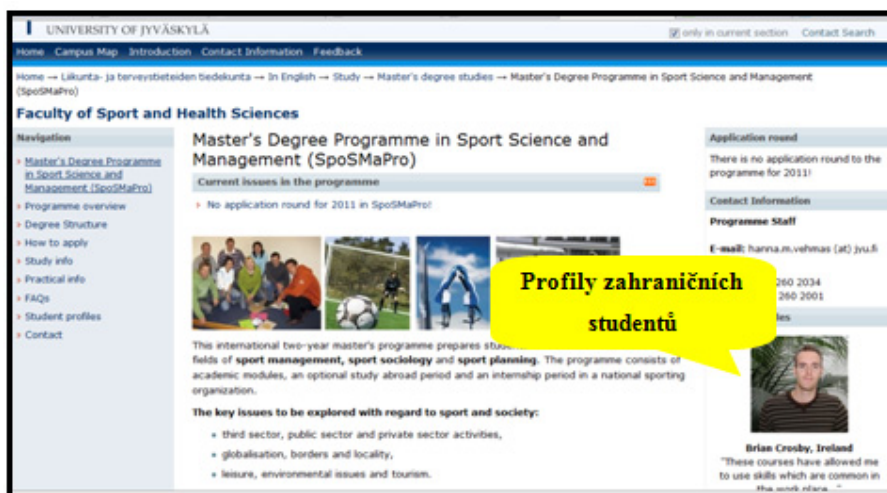 UNIVERSITY OF JYVÄSKYLÄ
only in current section Contact Search
Home Campus Map Introduction Contact Information Feedback
Home → Liikunta- ja terveystieteiden tiedekunta → In English → Study → Master's degree studies → Master's Degree Programme in Sport Science and Management
(SpoSMaPro)
Faculty of Sport and Health Sciences
Navigation
Master's Degree Programme
in Sport Science and
Management (SpoSMaPro)
Programme overview
Degree Structure
How to apply
Study info
Practical info
FAQs
Student profiles
Contact
Master's Degree Programme in Sport Science and
Management (SpoSMaPro)
Current issues in the programme
No application round for 2011 in SpoSMaPro!
Profily zahraničních
studentů
This international two-year master's programme prepares
fields of sport management, sport sociology and sport planning. The programme consists of
academic modules, an optional study abroad period and an internship period in a national sporting
organization.
The key issues to be explored with regard to sport and society:
third sector, public sector and private sector activities,
globalisation, borders and locality,
leisure, environmental issues and tourism.
Application round
There is no application round to the
programme for 2011!
Contact Information
Programme Staff
E-mail: hanna.m.vehmas (at) jyu.fi
260 2034
260 2001
Brian Crosby, Ireland
"These courses have allowed me
to use skills which are common in
the work place..."